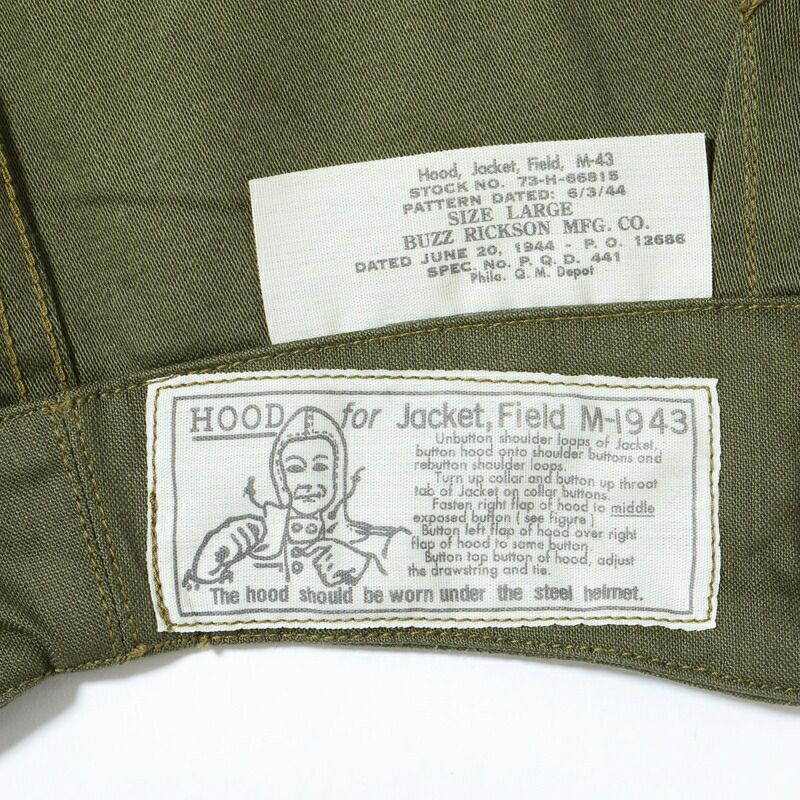 Hood, Jacket, Field, M-43
STOCK NO. 73-H-66815
PATTERN DATED: 6/3/44
SIZE LARGE
BUZZ RICKSON MFG. CO.
DATED JUNE 20, 1944 - P. O. 12686
SPEC. No. P. Q. D. 441
Phila. Q. M. Depot
HOOD for Jacket, Field M-1943
Unbutton shoulder loops of Jacket,
button hood onto shoulder buttons and
rebutton shoulder loops.
Turn up collar and button up throat
tab of Jacket on collar buttons.
Fasten right flap of hood to middle
exposed button ( see figure )
Button left flap of hood over right
flap of hood to same button.
Button top button of hood, adjust
the drawstring and tie.
The hood should be worn under the steel helmet.